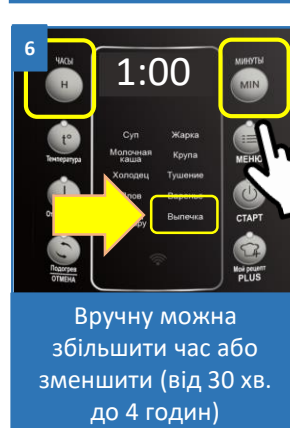 6
ЧАСЫ
H
1:00
МИНУТЫ
MIN
t°
Температура
Суп
Жарка
Молочная
каша
Крупа
МЕНЮ
Холодец
Тушение
Плов
Варенье
Выпечка
СТАРТ
Подогрев
ОТМЕНА
Мой рецепт
PLUS
Вручну можна
збільшити час або
зменшити (від 30 хв.
до 4 годин)